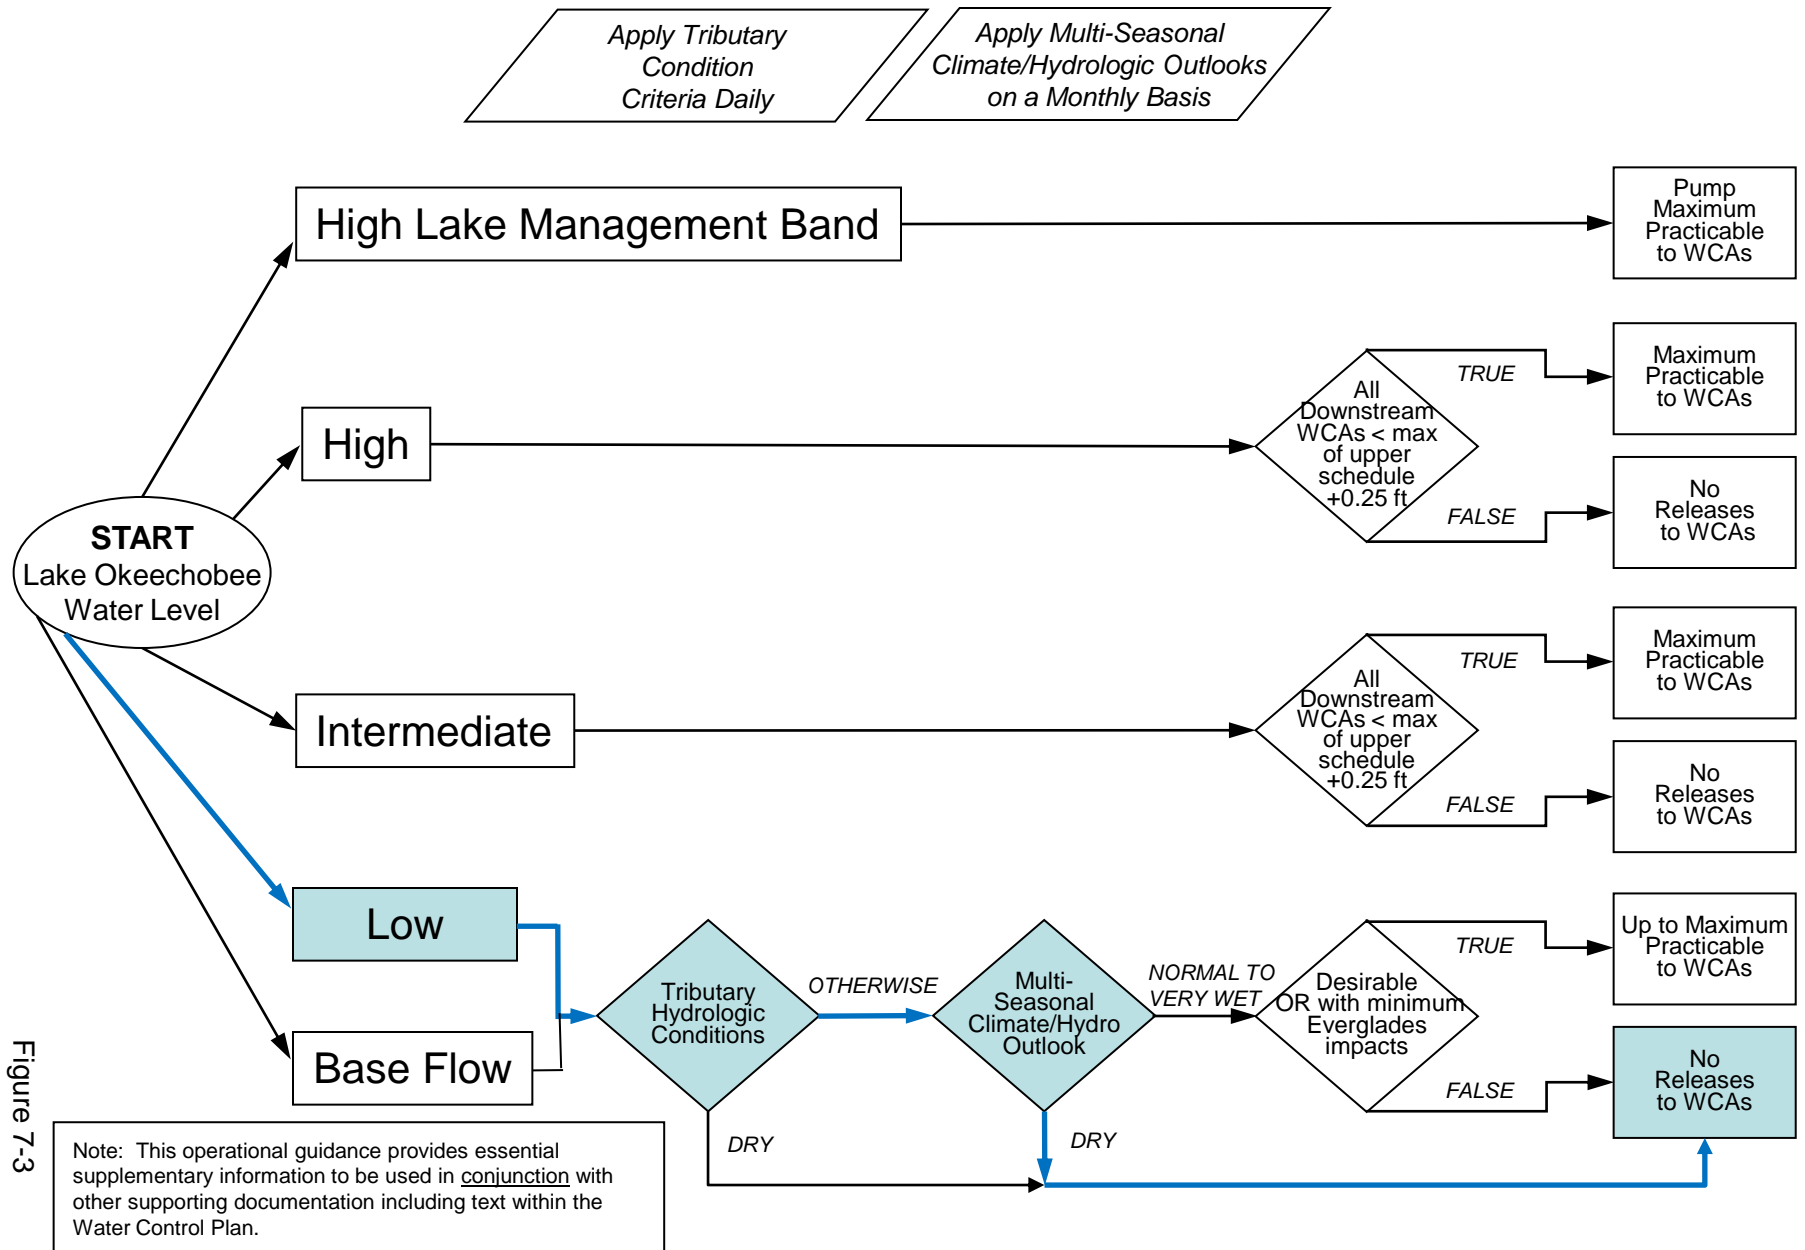 Apply Tributary
Condition
Criteria Daily
Apply Multi-Seasonal
Climate/Hydrologic Outlooks
on a Monthly Basis
High Lake Management Band
Pump
Maximum
Practicable
to WCAs
High
All
Downstream
WCAs < max
of upper
schedule
+0.25 ft
TRUE
Maximum
Practicable
to WCAs
FALSE
No
Releases
to WCAs
START
Lake Okeechobee
Water Level
Intermediate
All
Downstream
WCAs < max
of upper
schedule
+0.25 ft
TRUE
Maximum
Practicable
to WCAs
FALSE
No
Releases
to WCAs
Low
Base Flow
Tributary
Hydrologic
Conditions
OTHERWISE
DRY
Multi-
Seasonal
Climate/Hydro
Outlook
NORMAL TO
VERY WET
DRY
Desirable
OR with minimum
Everglades
impacts
TRUE
Up to Maximum
Practicable
to WCAs
FALSE
No
Releases
to WCAs
Figure 7-3
Note:  This operational guidance provides essential
supplementary information to be used in conjunction with
other supporting documentation including text within the
Water Control Plan.